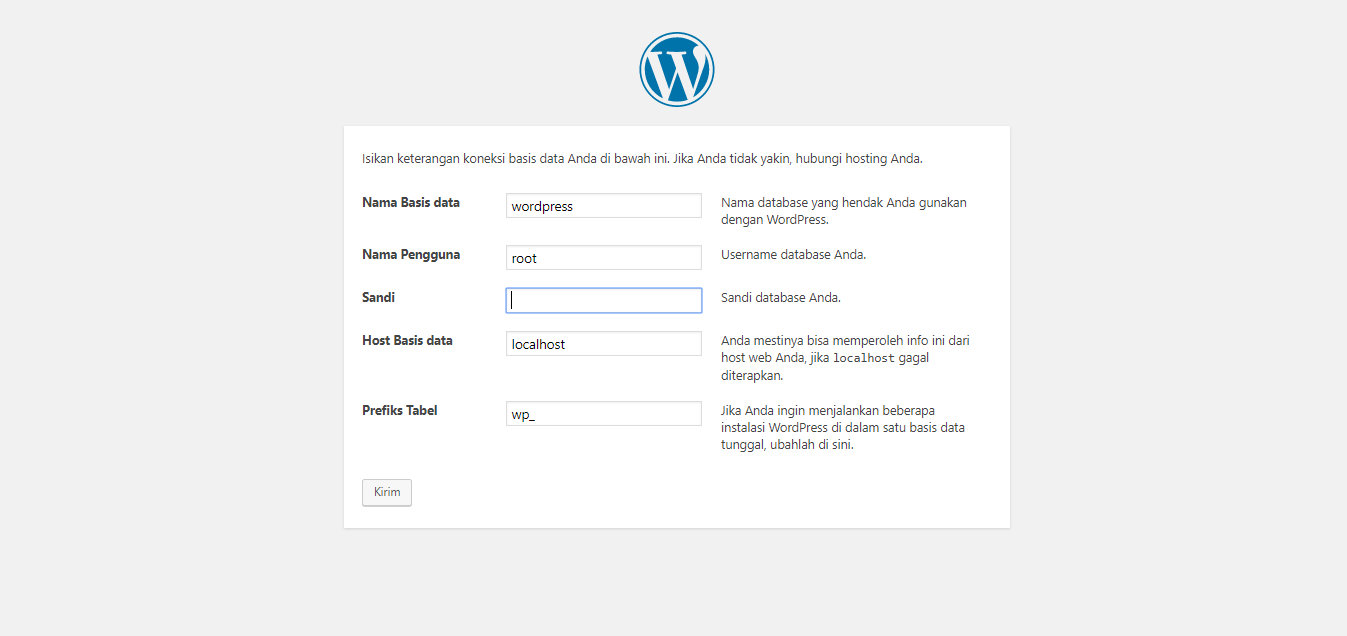 Isikan keterangan koneksi basis data Anda di bawah ini. Jika Anda tidak yakin, hubungi hosting Anda.
Nama Basis data
wordpress
Nama database yang hendak Anda gunakan
dengan WordPress.
Nama Pengguna
root
Username database Anda.
Sandi
Sandi database Anda.
Host Basis data
localhost
Anda mestinya bisa memperoleh info ini dari
host web Anda, jika localhost gagal
diterapkan.
Prefiks Tabel
wp_
Jika Anda ingin menjalankan beberapa
instalasi WordPress di dalam satu basis data
tunggal, ubahlah di sini.
Kirim